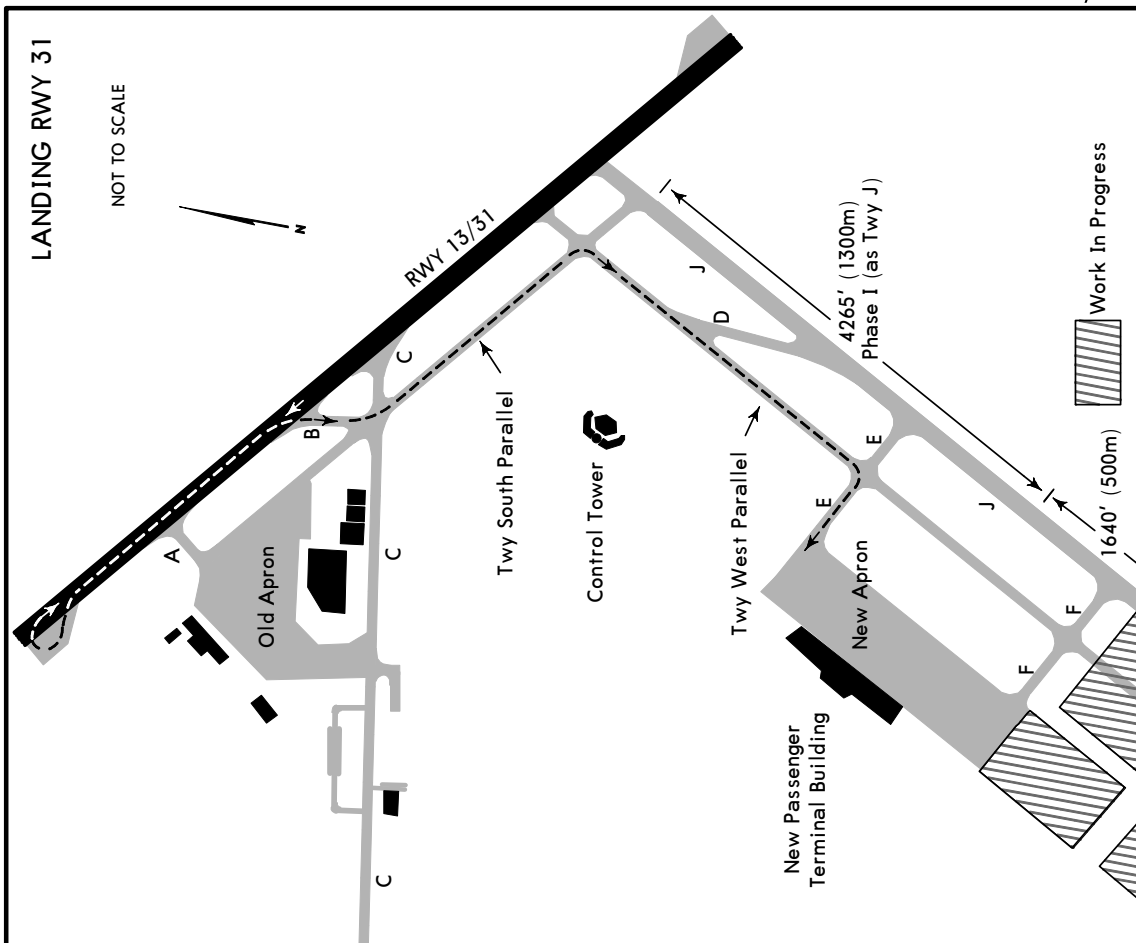 LANDING RWY 31
NOT TO SCALE
N
RWY 13/31
A
B
C
Old Apron
C
C
Twy South Parallel
Control Tower
Twy West Parallel
J
D
E
E
J
F
F
New Apron
New Passenger
Terminal Building
4265' (1300m)
Phase I (as Twy J)
1640' (500m)
Work In Progress